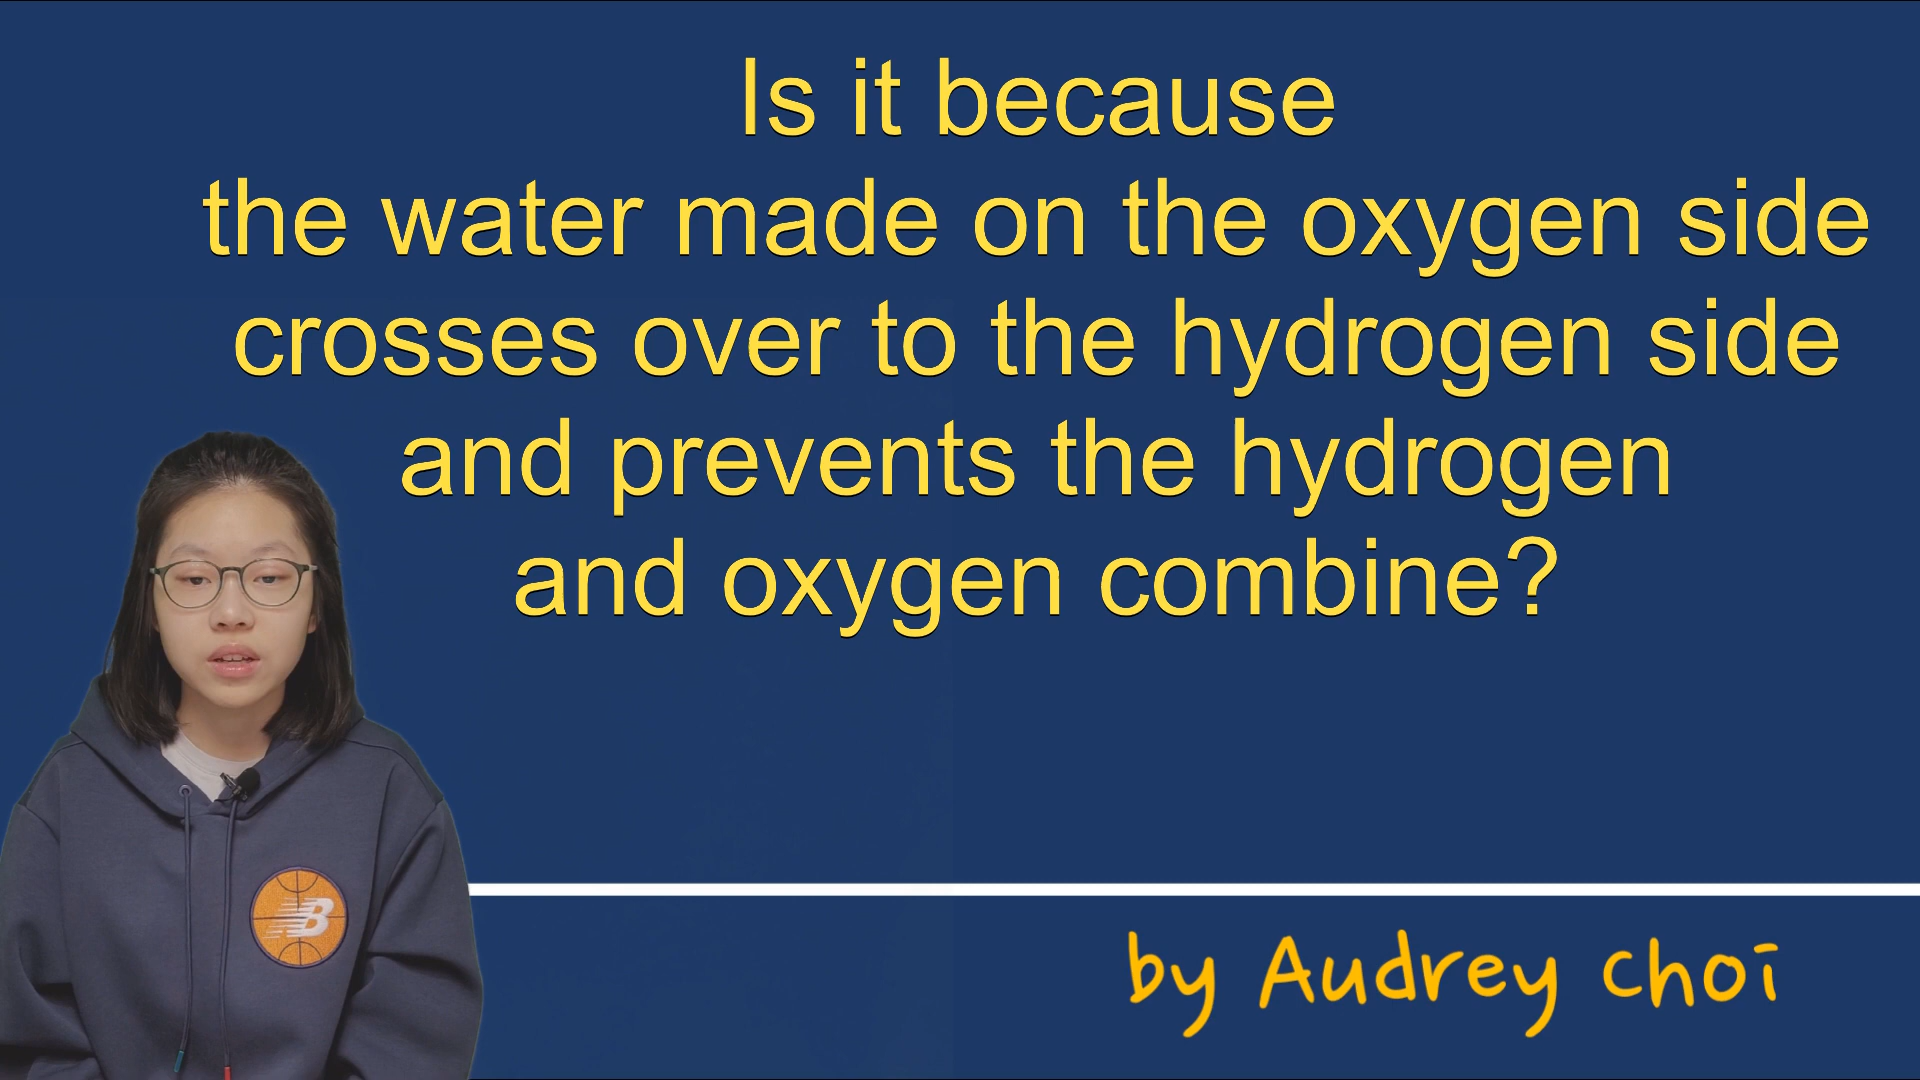 Is it because
the water made on the oxygen side
crosses over to the hydrogen side
and prevents the hydrogen
and oxygen combine?
B
by Audrey Choi